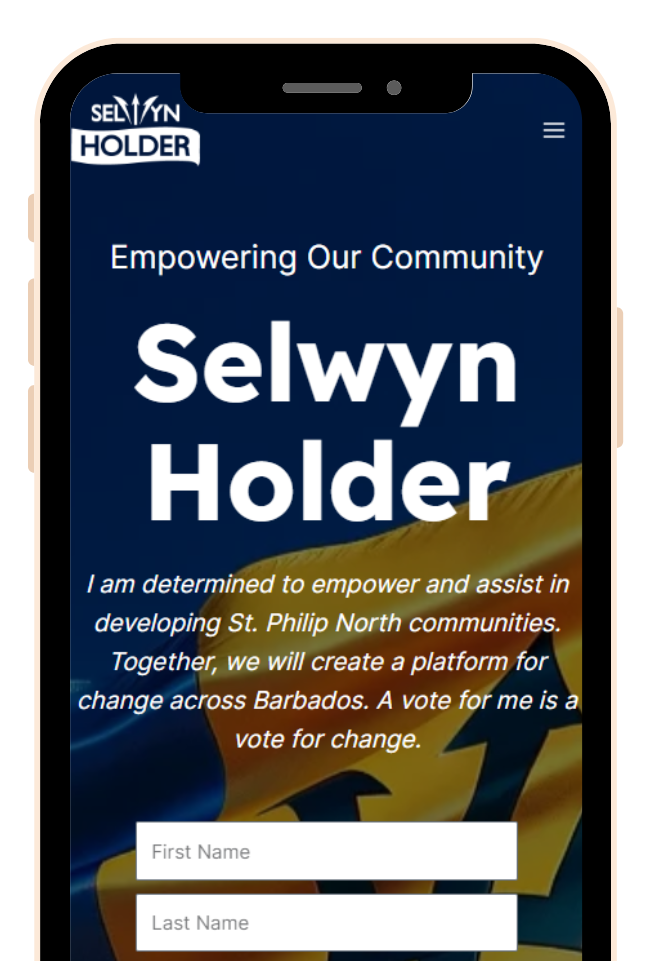 SELWYN
HOLDER
Empowering Our Community
Selwyn
Holder
I am determined to empower and assist in
developing St. Philip North communities.
Together, we will create a platform for
change across Barbados. A vote for me is a
vote for change.
First Name
Last Name